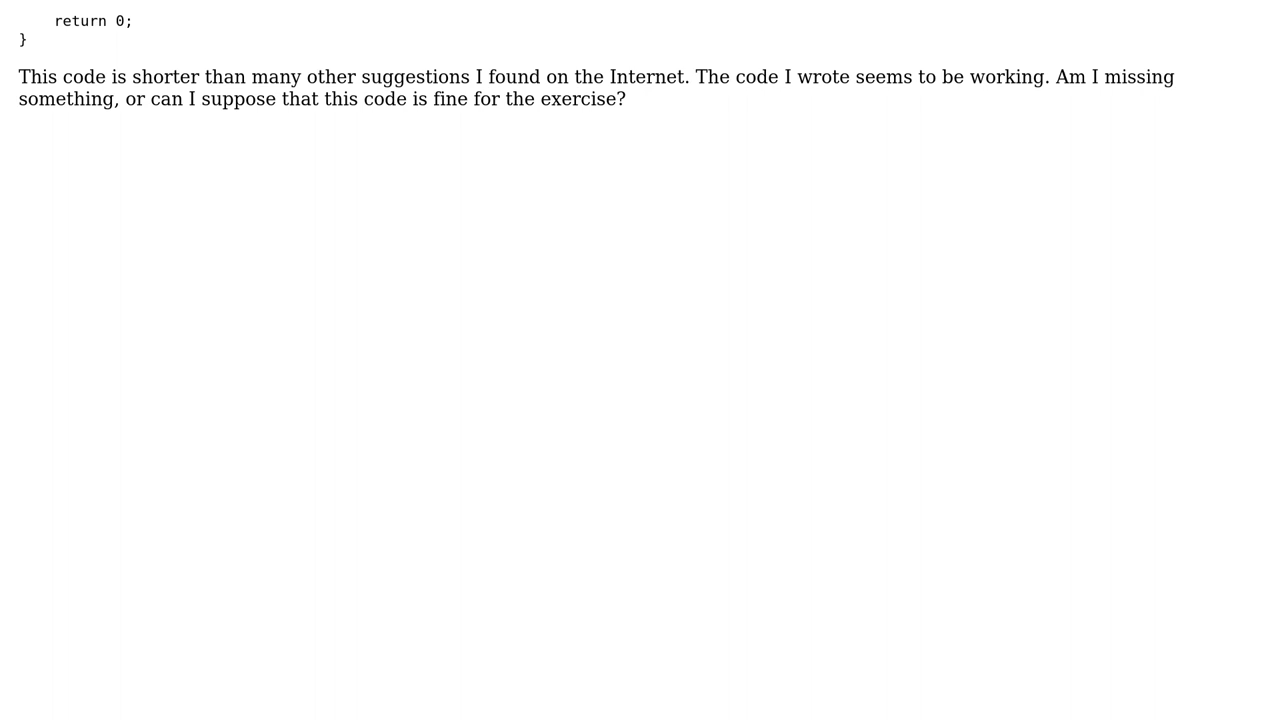 return 0;
}
This code is shorter than many other suggestions I found on the Internet. The code I wrote seems to be working. Am I missing
something, or can I suppose that this code is fine for the exercise?